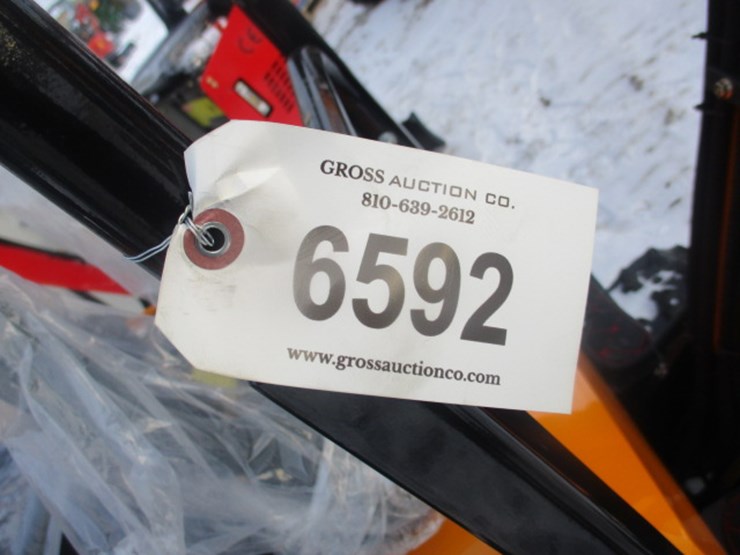 GROSS AUCTION CO.
810-639-2612
6592
www.grossauctionco.com